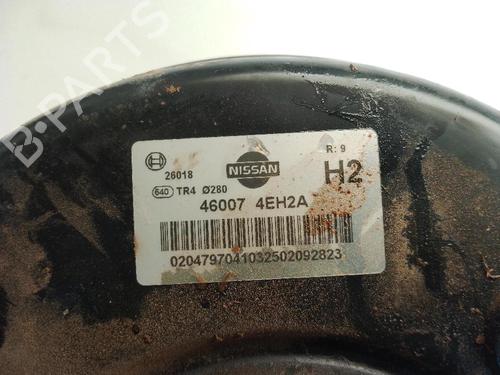 B-PARTS
26018
NISSAN
R: 9
H2
640 TR4 Ø280
46007 4EH2A
0204797041032502092823